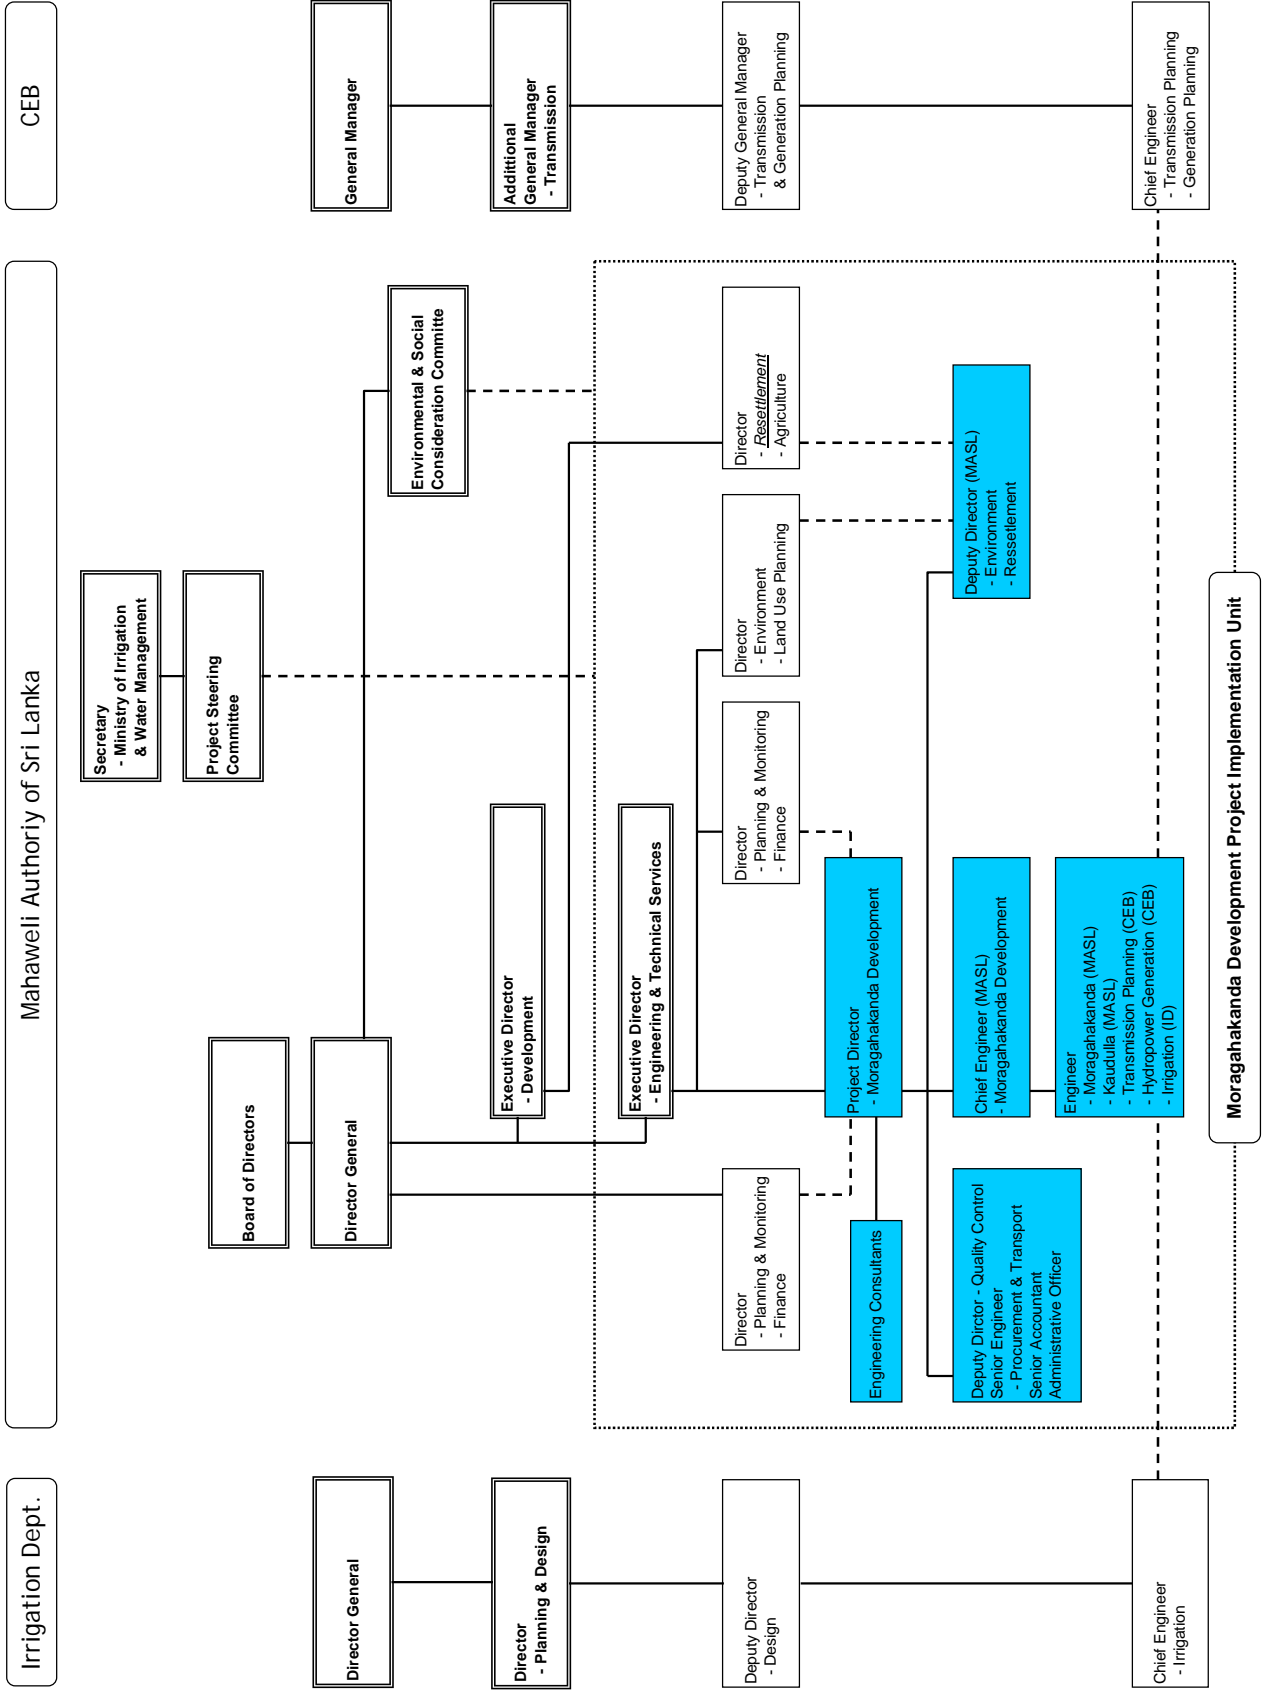 Irrigation Dept.
Mahaweli Authoriy of Sri Lanka
CEB
Secretary
- Ministry of Irrigation
& Water Management
Project Steering
Committee
Board of Directors
Director General
Director General
General Manager
Environmental & Social
Consideration Committe
Director
- Planning & Design
Executive Director
- Development
Additional
General Manager
- Transmission
Executive Director
- Engineering & Technical Services
Deputy Director
- Design
Director
- Planning & Monitoring
- Finance
Director
- Planning & Monitoring
- Finance
Director
- Environment
- Land Use Planning
Director
- Resettlement
- Agriculture
Deputy General Manager
- Transmission
& Generation Planning
Project Director
- Moragahakanda Development
Engineering Consultants
Deputy Dirctor - Quality Control
Senior Engineer
- Procurement & Transport
Senior Accountant
Administrative Officer
Chief Engineer (MASL)
- Moragahakanda Development
Deputy Director (MASL)
- Environment
- Ressetlement
Engineer
- Moragahakanda (MASL)
- Kaudulla (MASL)
- Transmission Planning (CEB)
- Hydropower Generation (CEB)
- Irrigation (ID)
Chief Engineer
- Irrigation
Chief Engineer
- Transmission Planning
- Generation Planning
Moragahakanda Development Project Implementation Unit